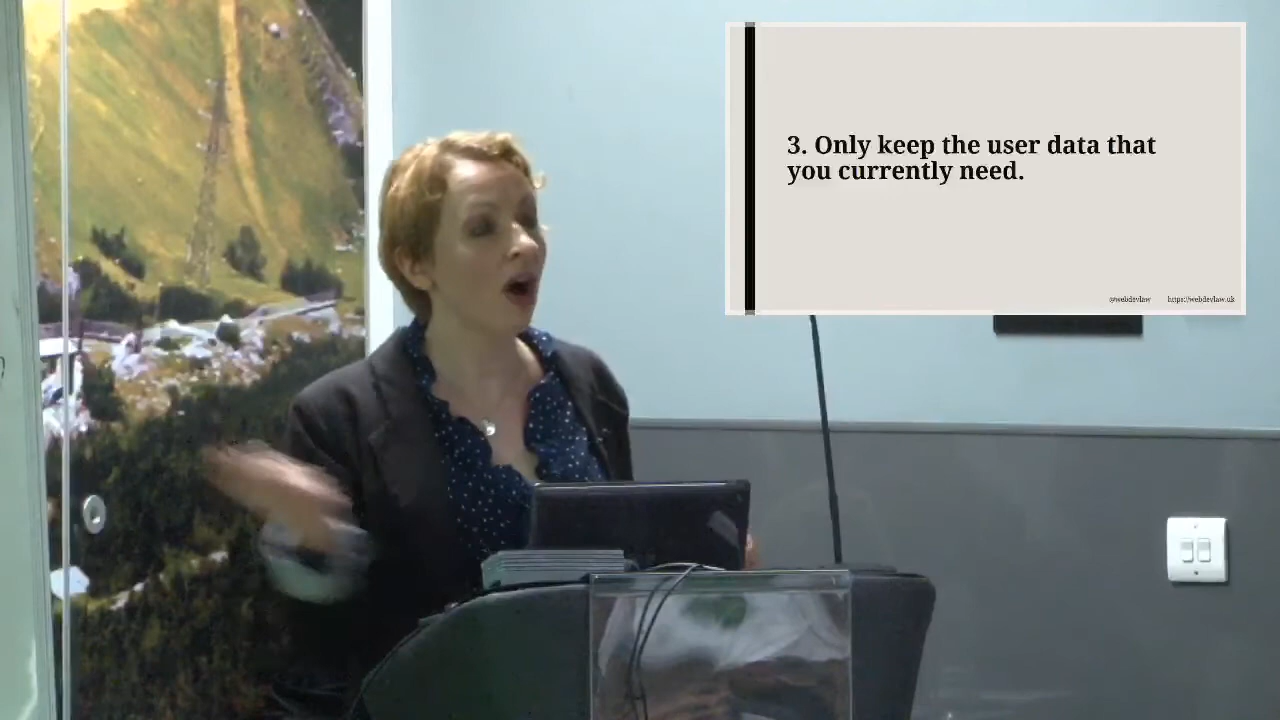 3. Only keep the user data that
you currently need.
@webdevlaw https://webdevlaw.uk